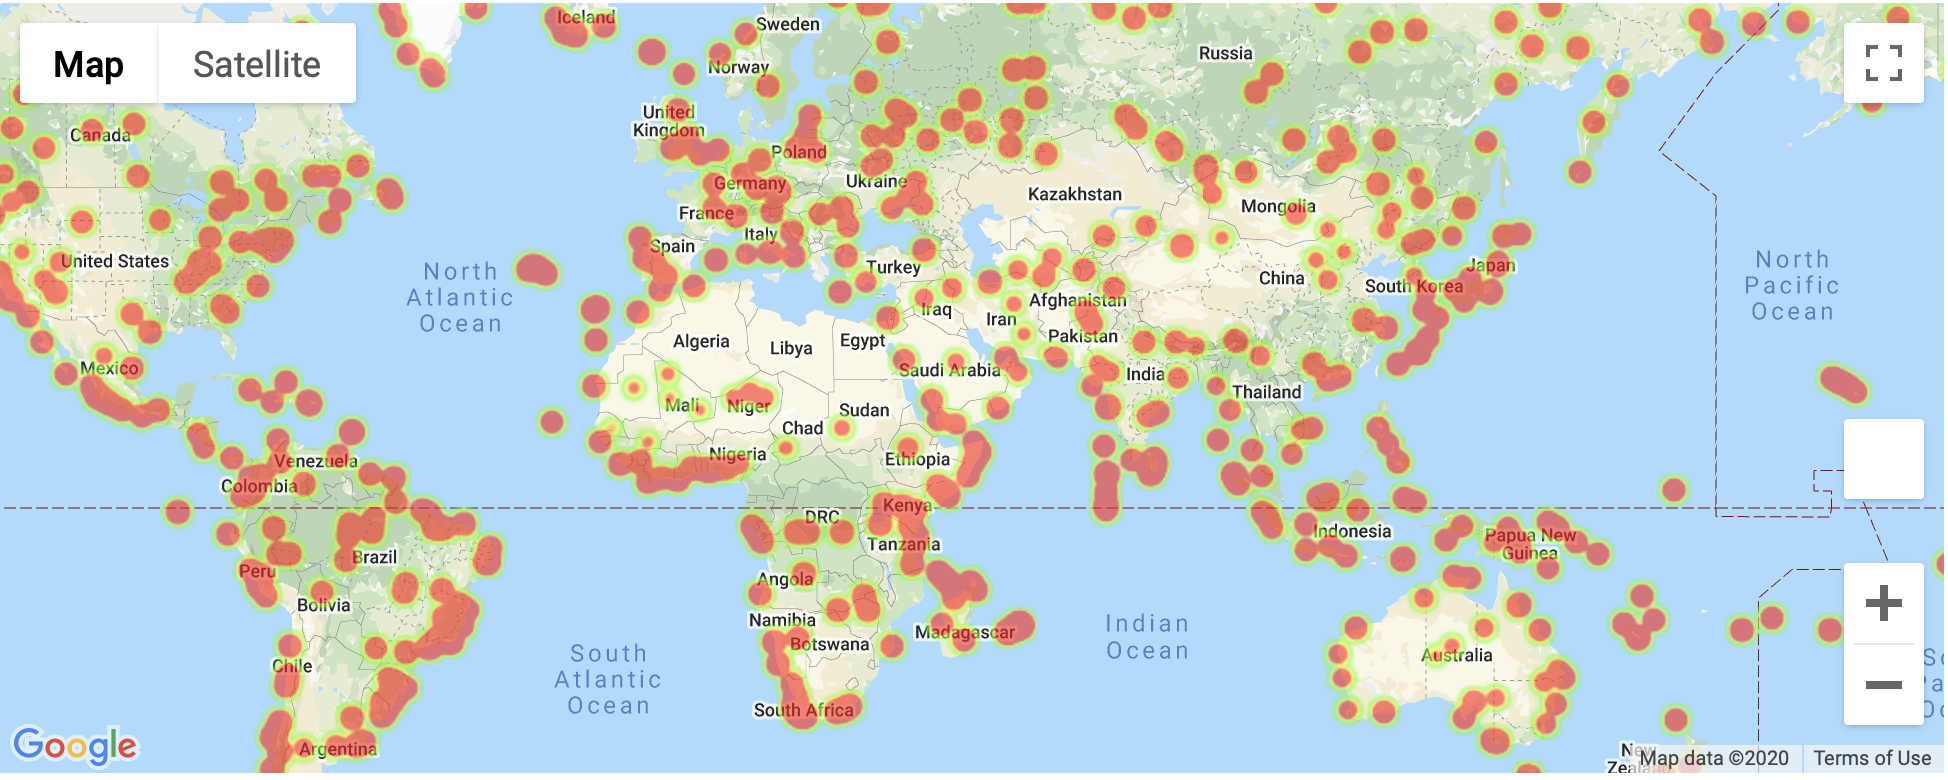 Map
Satellite
Iceland
Sweden
Norway
Russia
United
Kingdom
Canada
Poland
Germany
Ukraine
Kazakhstan
France
Mongolia
Italy
Spain
United States
Turkey
China
Japan
North
Atlantic
Ocean
North
Pacific
Ocean
South Korea
Afghanistan
Iraq
Iran
Algeria
Libya
Egypt
Pakistan
Mexico
Saudi Arabia
India
Thailand
Mali
Niger
Sudan
Chad
Nigeria
Ethiopia
Venezuela
Colombia
Kenya
DRC
Indonesia
Papua New
Guinea
Tanzania
Brazil
Peru
Angola
Bolivia
Namibia
Botswana
Madagascar
Indian
Ocean
Australia
Chile
South
Atlantic
Ocean
South Africa
Argentina
Google
Map data ©2020
Terms of Use